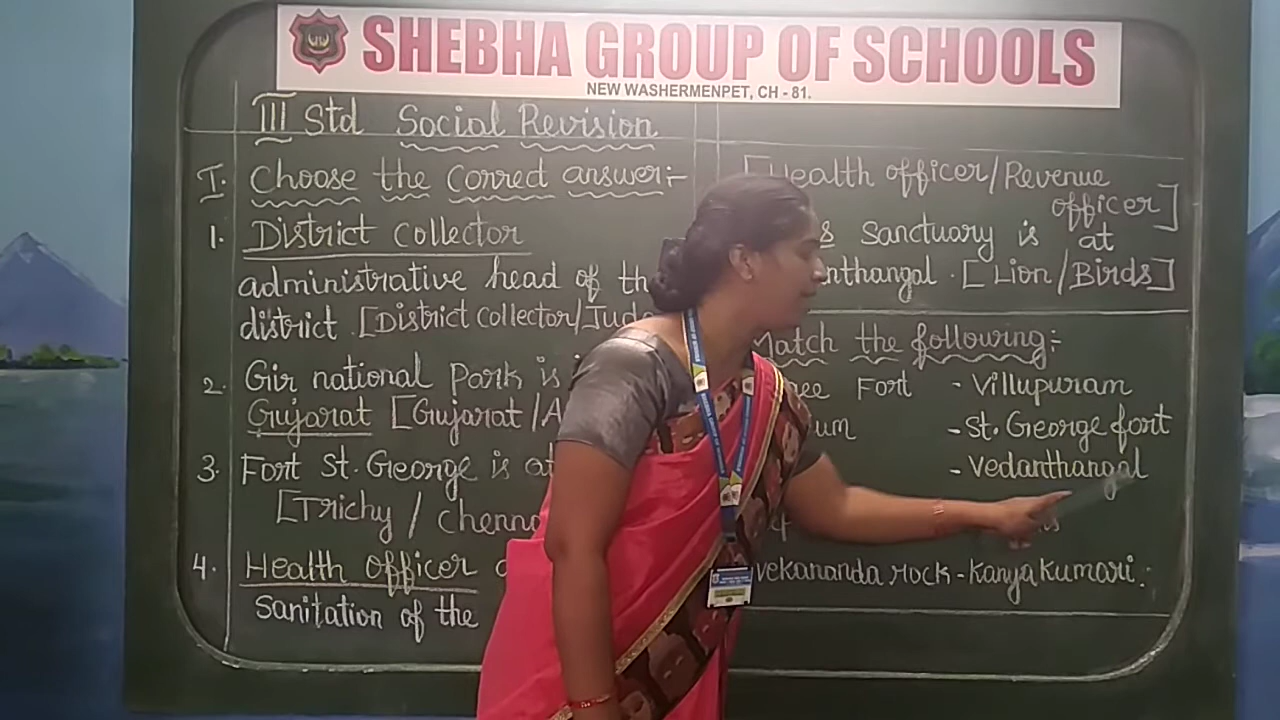 SHEBHA GROUP OF SCHOOLS
NEW WASHERMENPET, CH - 81.
III Std Social Revision
I. Choose the correct answer:-
1. District collector
administrative head of
district. [District collector/
2. Gir national park is
Gujarat [Gujarat /
3. Fort St. George is at
[Trichy / Chenn
4. Health officer
Sanitation of the
[Health officer/Revenue
officer]
Sanctuary is at
nthangal. [Lion/Birds]
Match the following:-
ee Fort - Villupuram
um - St. George fort
- Vedanthangal
vekananda rock - Kanyakumari.